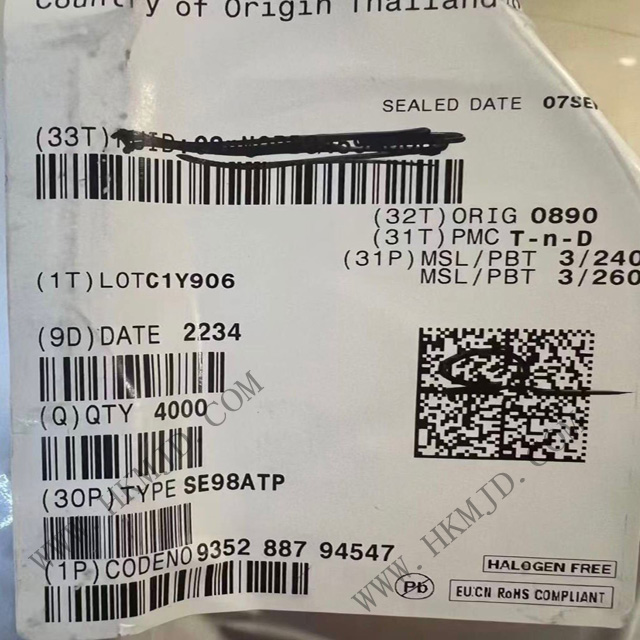 Country of Origin Thailand
SEALED DATE 07SE
(33T)
(32T)ORIG 0890
(31T)PMC T-n-D
(31P)MSL/PBT 3/240
MSL/PBT 3/260
(1T)LOTC1Y906
(9D)DATE 2234
(Q)QTY 4000
(30P)TYPE SE98ATP
(1P)CODENO9352 887 94547
Pb
HALOGEN FREE
EU/CN RoHS COMPLIANT
WWW.HKMJD.COM
WWW.HKMJD.COM